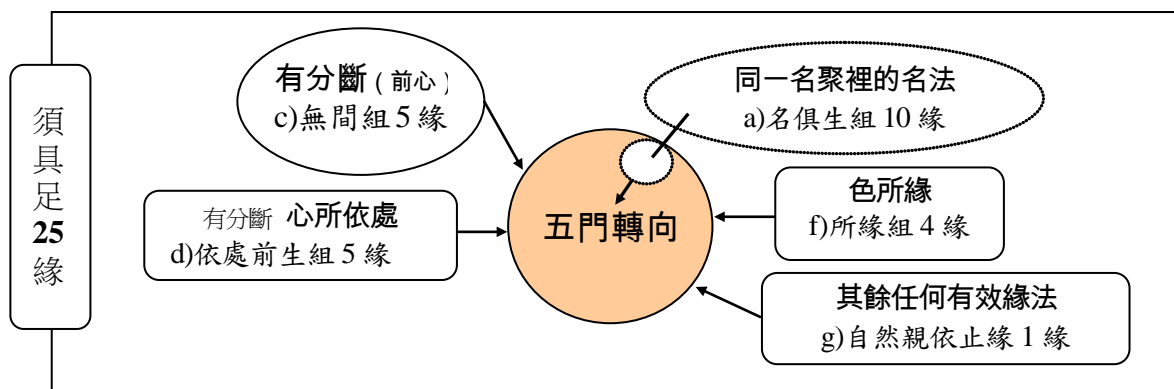 須具足25緣
有分斷（前心）
c)無間組 5 緣
同一名聚裡的名法
a)名俱生組 10 緣
有分斷 心所依處
d)依處前生組 5 緣
五門轉向
色所緣
f)所緣組 4 緣
其餘任何有效緣法
g)自然親依止緣 1 緣